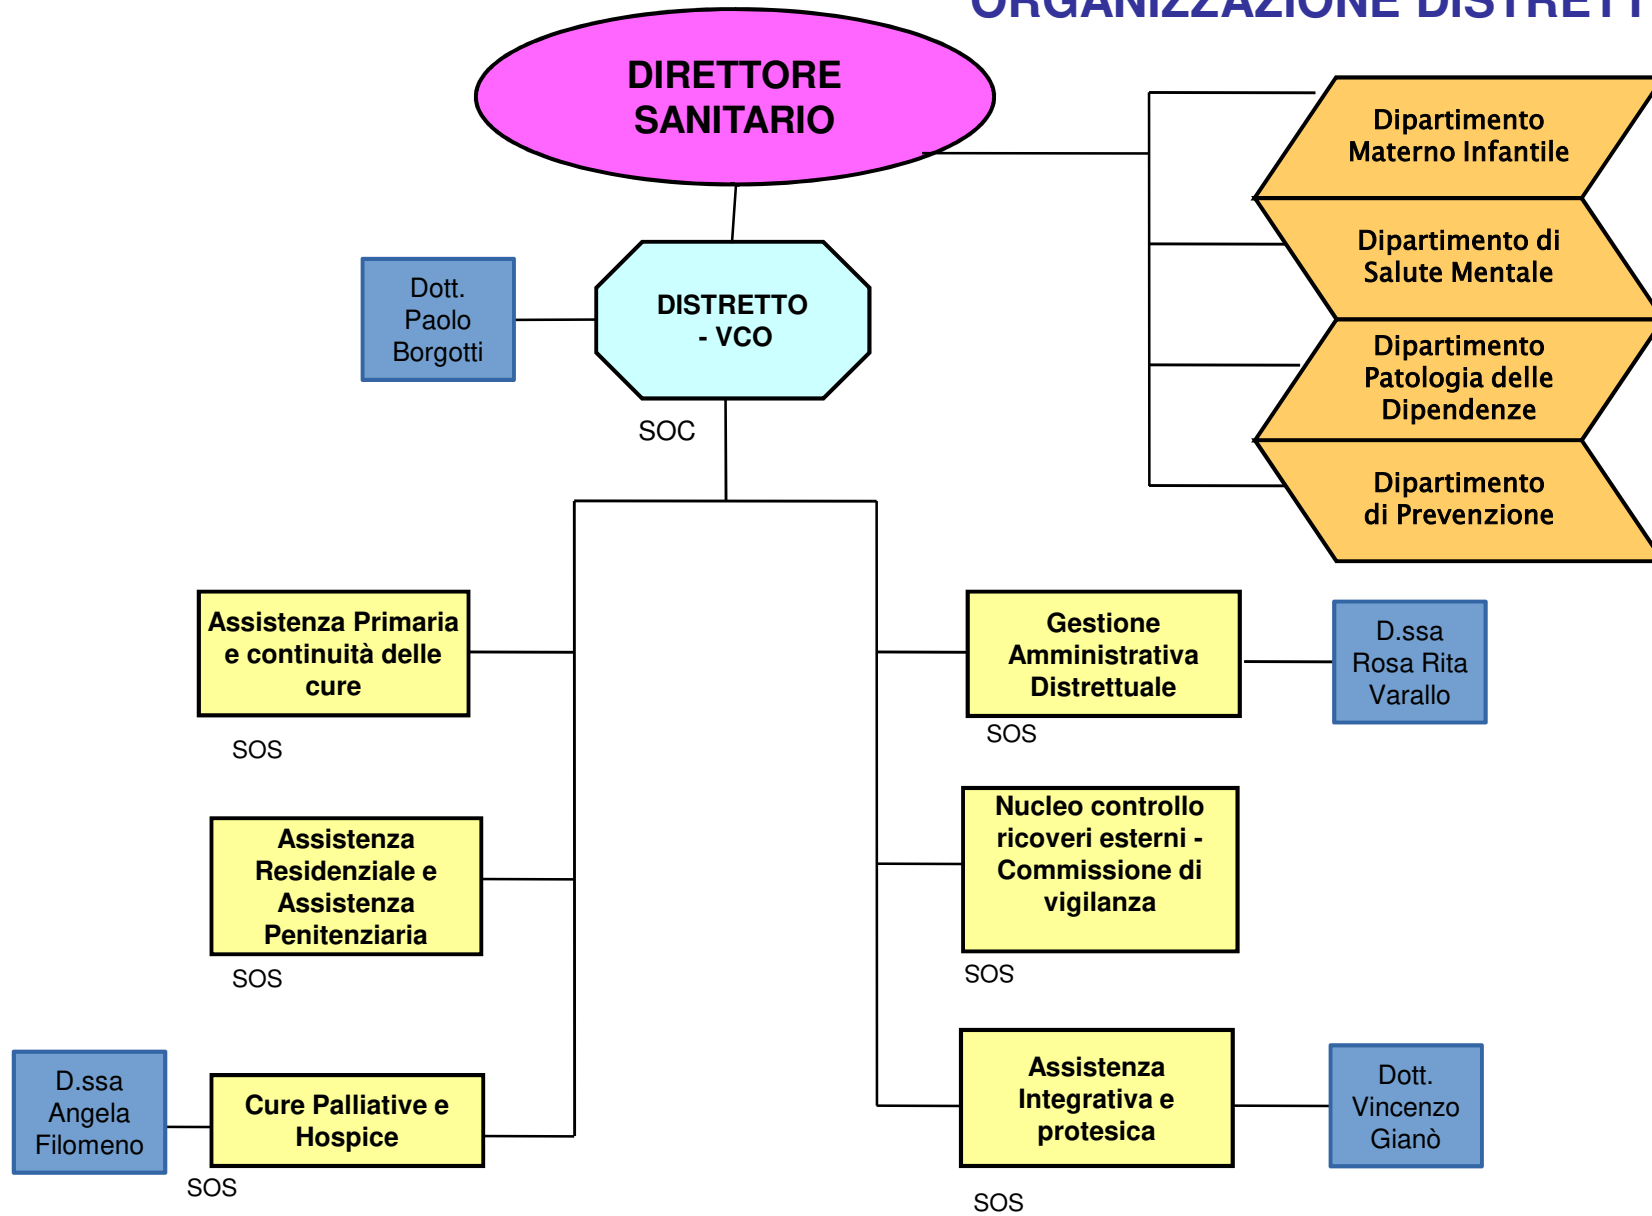 ORGANIZZAZIONE DISTRETT
DIRETTORE
SANITARIO
Dipartimento
Materno Infantile
Dipartimento di
Salute Mentale
Dipartimento
Patologia delle
Dipendenze
Dipartimento
di Prevenzione
Dott.
Paolo
Borgotti
DISTRETTO
- VCO
SOC
Assistenza Primaria
e continuità delle
cure
SOS
Gestione
Amministrativa
Distrettuale
SOS
D.ssa
Rosa Rita
Varallo
Assistenza
Residenziale e
Assistenza
Penitenziaria
SOS
Nucleo controllo
ricoveri esterni -
Commissione di
vigilanza
SOS
D.ssa
Angela
Filomeno
Cure Palliative e
Hospice
SOS
Assistenza
Integrativa e
protesica
SOS
Dott.
Vincenzo
Gianò